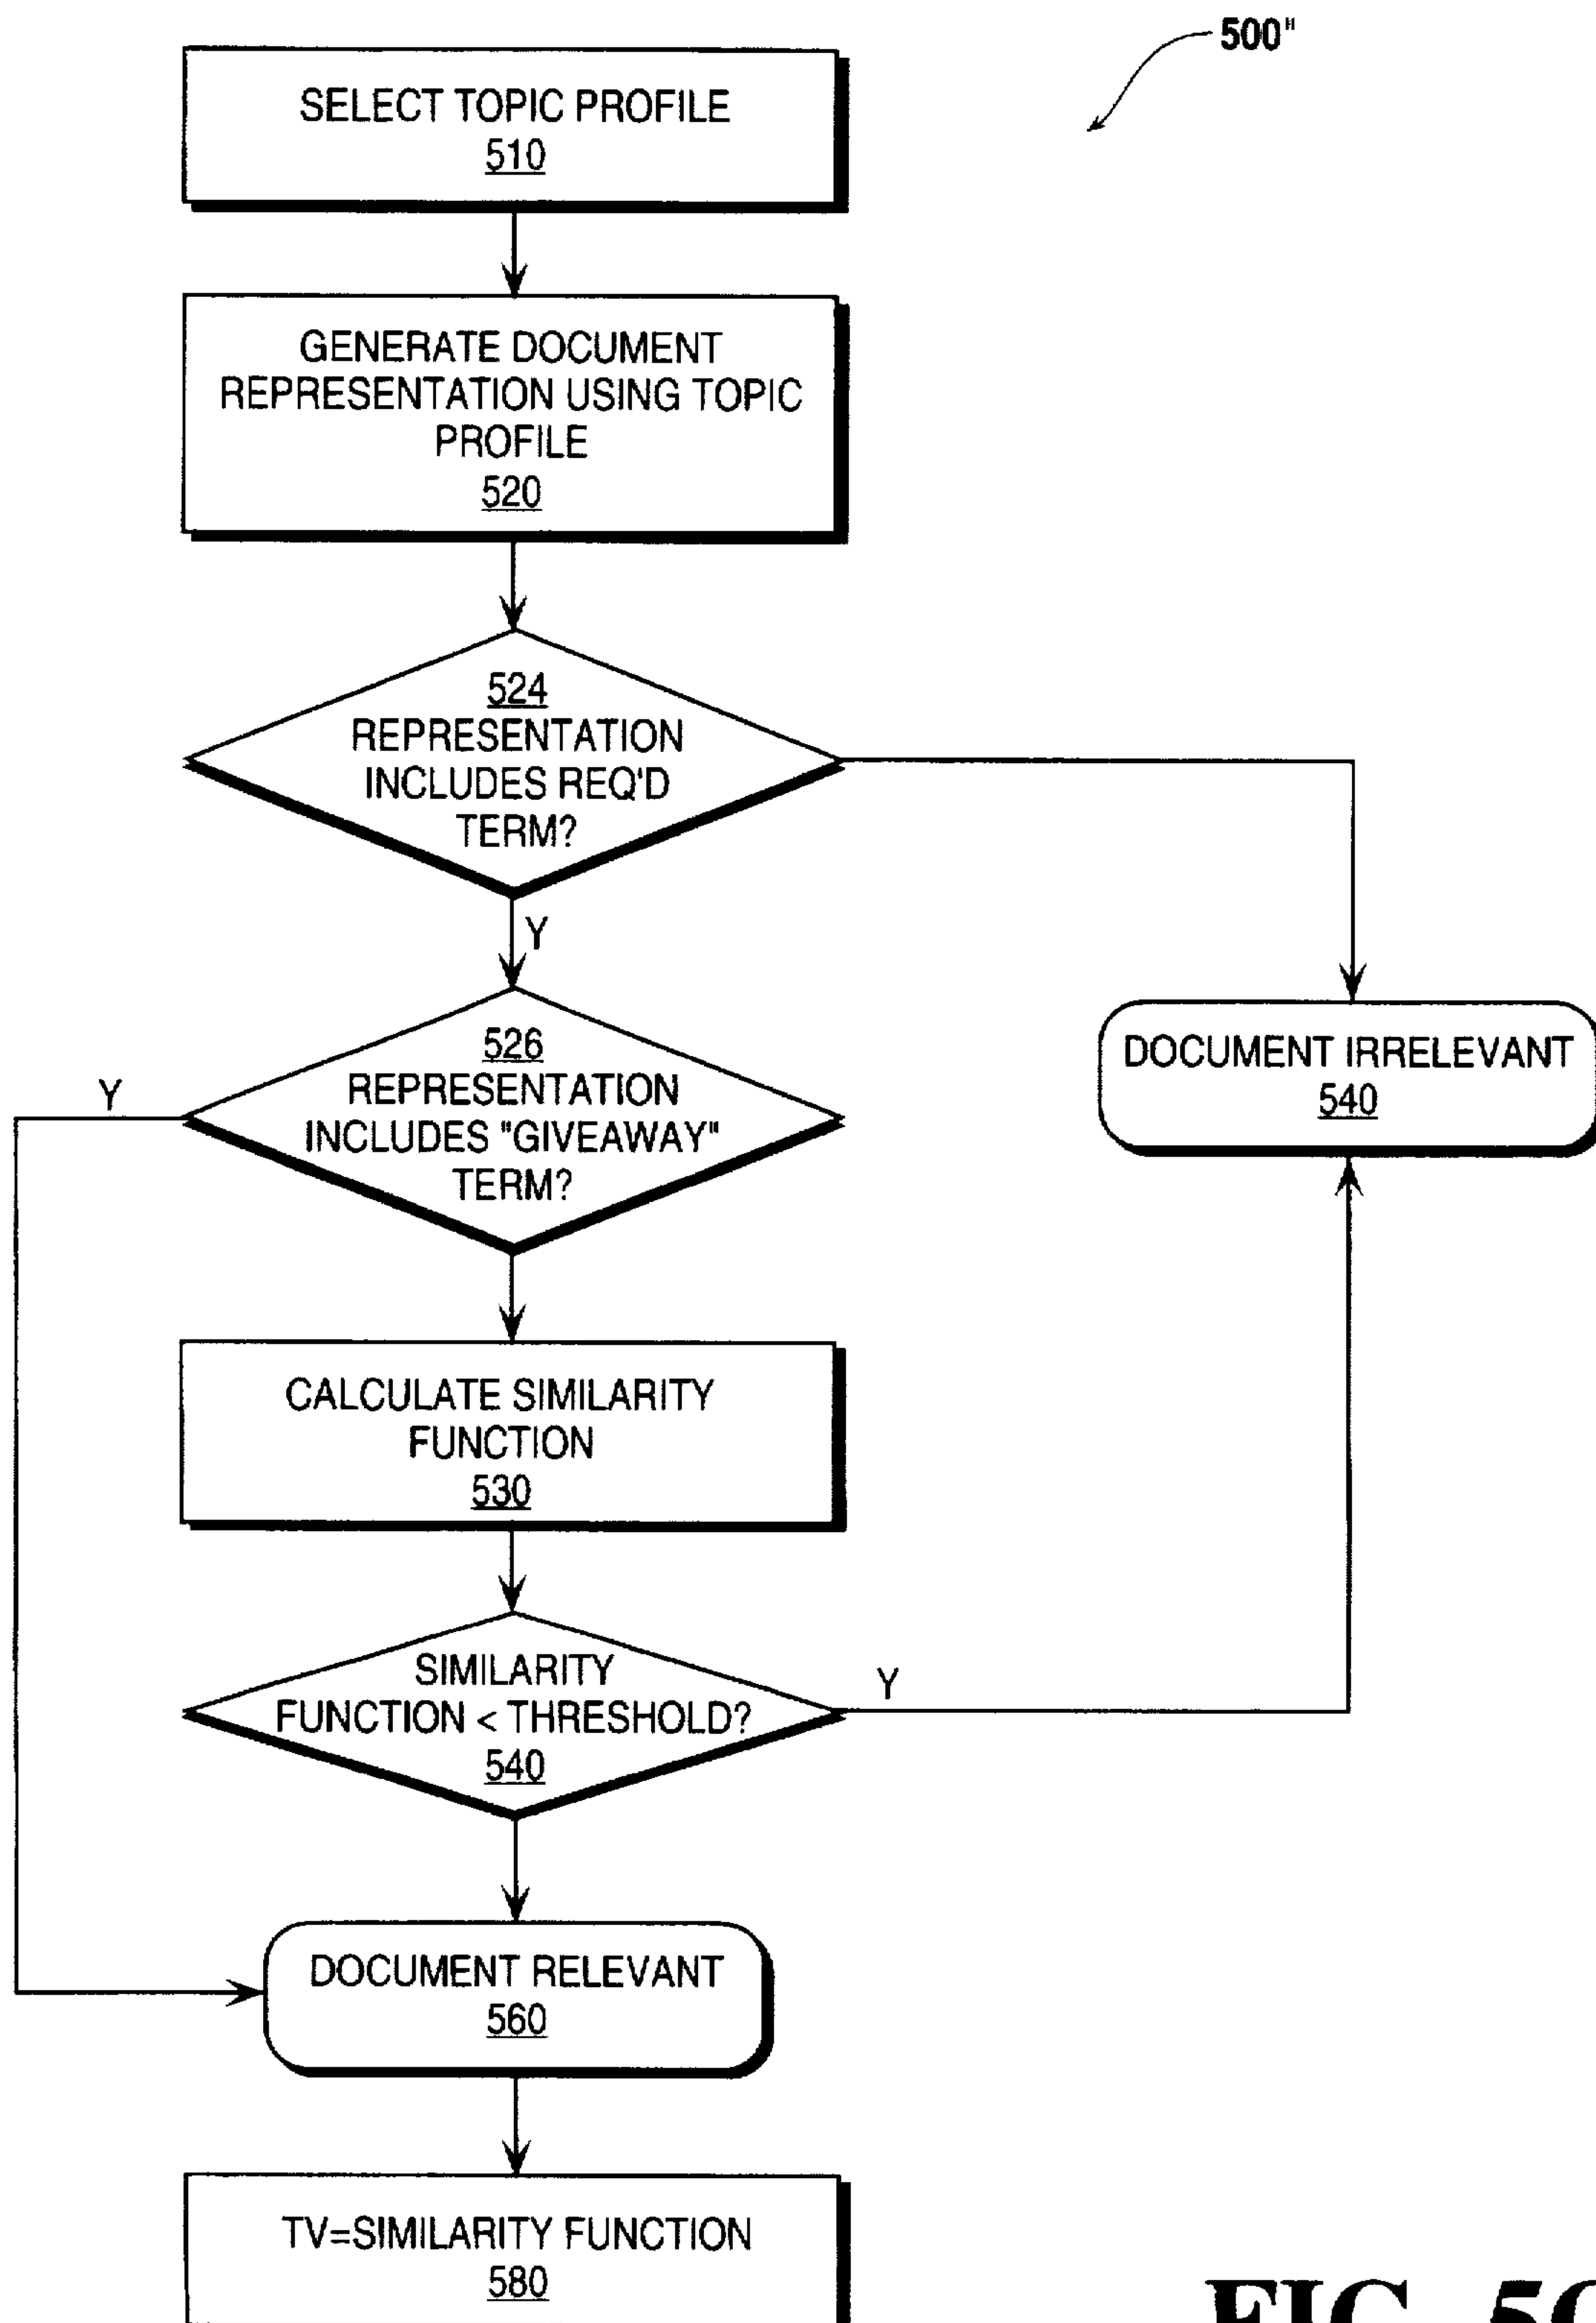 500"
SELECT TOPIC PROFILE
510
GENERATE DOCUMENT
REPRESENTATION USING TOPIC
PROFILE
520
524
REPRESENTATION
INCLUDES REQ'D
TERM?
Y
526
REPRESENTATION
INCLUDES "GIVEAWAY"
TERM?
Y
DOCUMENT IRRELEVANT
540
CALCULATE SIMILARITY
FUNCTION
530
SIMILARITY
FUNCTION < THRESHOLD?
540
Y
DOCUMENT RELEVANT
560
TV=SIMILARITY FUNCTION
580